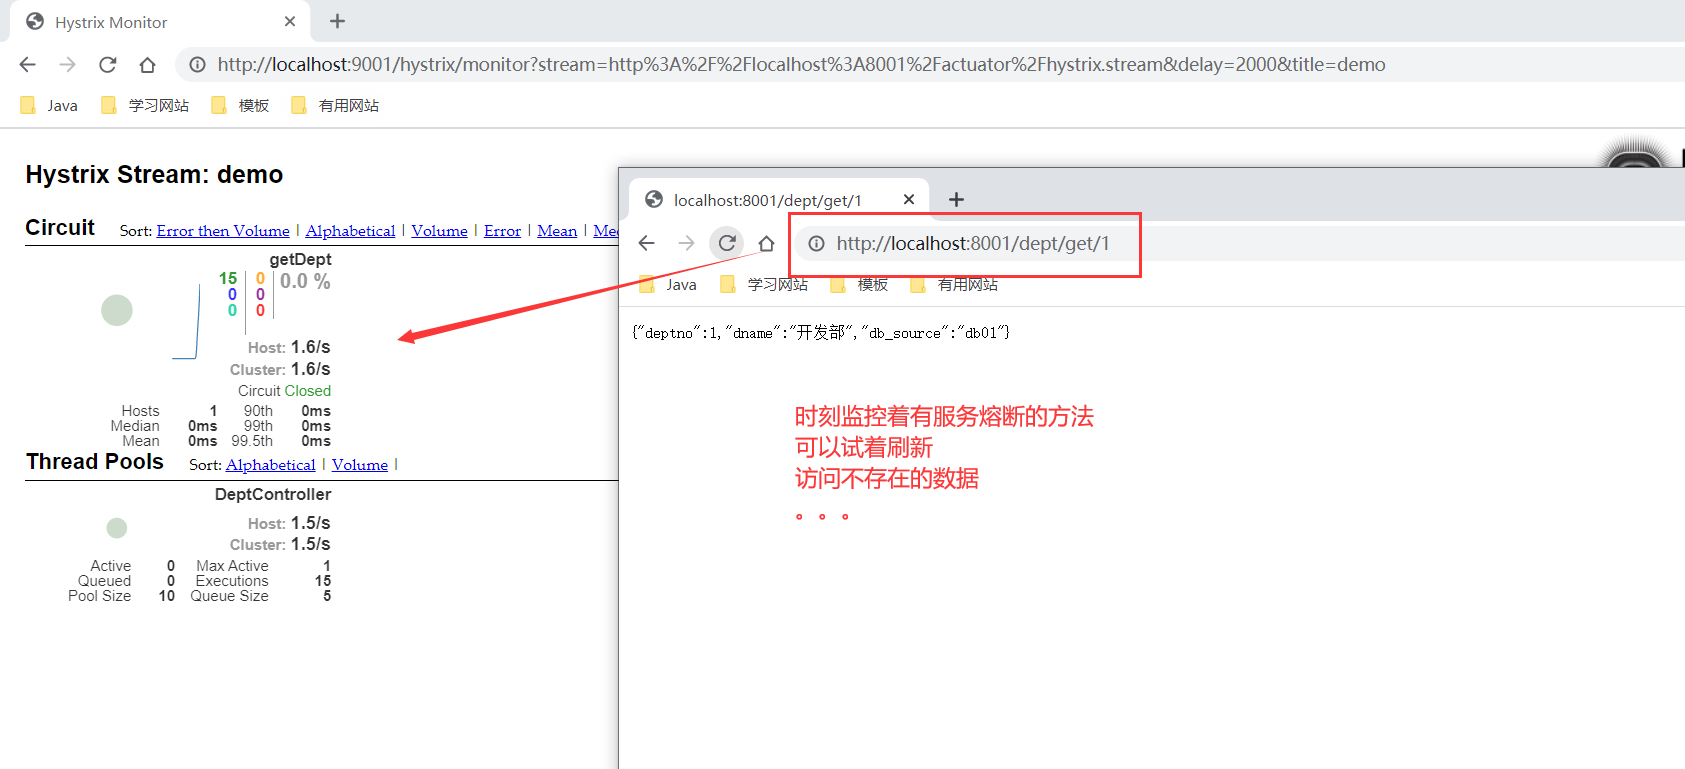 Hystrix Monitor
http://localhost:9001/hystrix/monitor?stream=http%3A%2F%2Flocalhost%3A8001%2Factuator%2Fhystrix.stream&delay=2000&title=demo
Java 学习网站 模板 有用网站
Hystrix Stream: demo
Circuit Sort: Error then Volume | Alphabetical | Volume | Error | Mean |
getDept
15 0 0.0 %
0 0
0 0
Host: 1.6/s
Cluster: 1.6/s
Circuit Closed
Hosts 1 90th 0ms
Median 0ms 99th 0ms
Mean 0ms 99.5th 0ms
Thread Pools Sort: Alphabetical | Volume |
DeptController
Host: 1.5/s
Cluster: 1.5/s
Active 0 Max Active 1
Queued 0 Executions 15
Pool Size 10 Queue Size 5
localhost:8001/dept/get/1
http://localhost:8001/dept/get/1
Java 学习网站 模板 有用网站
{"deptno":1,"dname":"开发部","db_source":"db01"}
时刻监控着有服务熔断的方法
可以试着刷新
访问不存在的数据
。。。